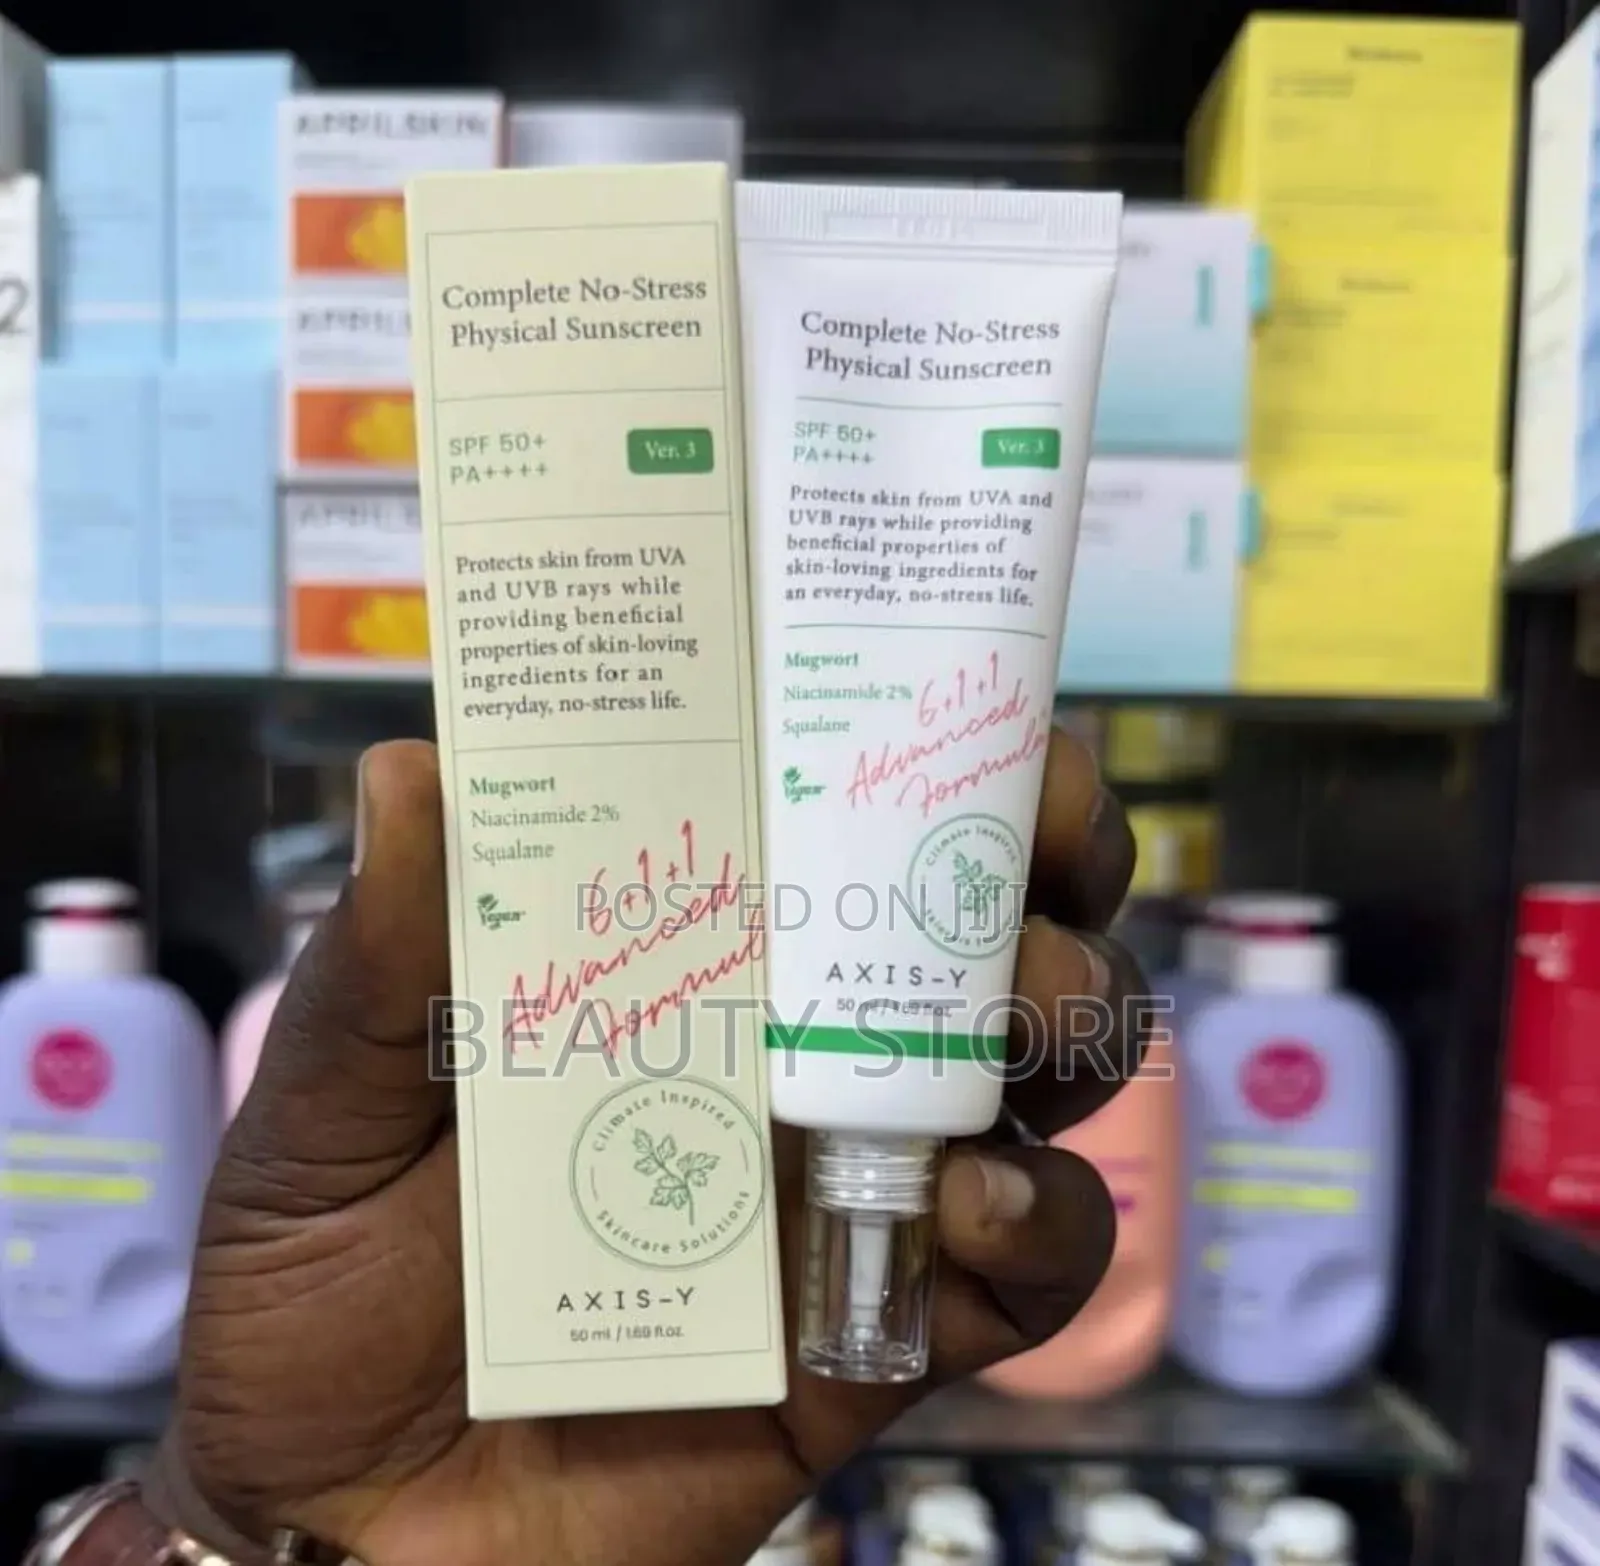 Complete No-Stress
Physical Sunscreen
SPF 50+
PA++++
Ver. 3
Protects skin from UVA
and UVB rays while
providing beneficial
properties of skin-loving
ingredients for an
everyday, no-stress life.
Mugwort
Niacinamide 2%
Squalane
Vegan
6+1+1
Advanced
Formul
Climate Inspired
Skincare Solutions
AXIS-Y
50 ml / 1.69 fl.oz.
Complete No-Stress
Physical Sunscreen
SPF 50+
PA++++
Ver. 3
Protects skin from UVA and
UVB rays while providing
beneficial properties of
skin-loving ingredients for
an everyday, no-stress life.
Mugwort
Niacinamide 2%
Squalane
Vegan
6+1+1
Advanced
Formula
Climate Inspired
Skincare Solutions
AXIS-Y
50 ml / 1.69 fl.oz.
POSTED ON JIJI
BEAUTY STORE